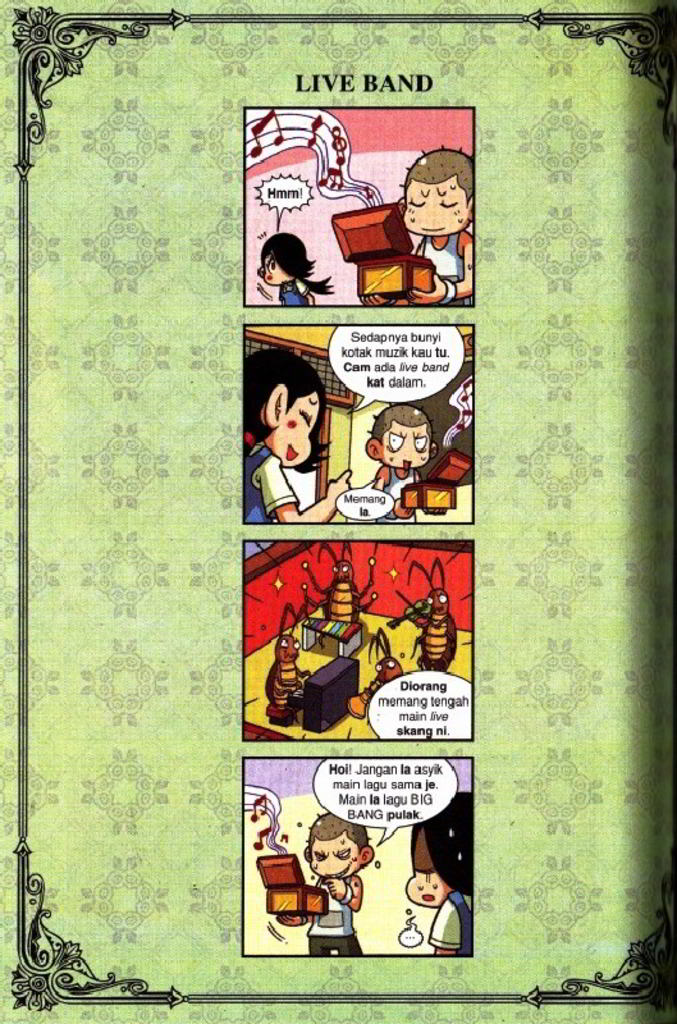 LIVE BAND
Hmm!
Sedapnya bunyi
kotak muzik kau tu.
Cam ada live band
kat dalam.
Memang
la.
Diorang
memang tengah
main live
skang ni.
Hoi! Jangan la asyik
main lagu sama je.
Main la lagu BIG
BANG pulak.
...